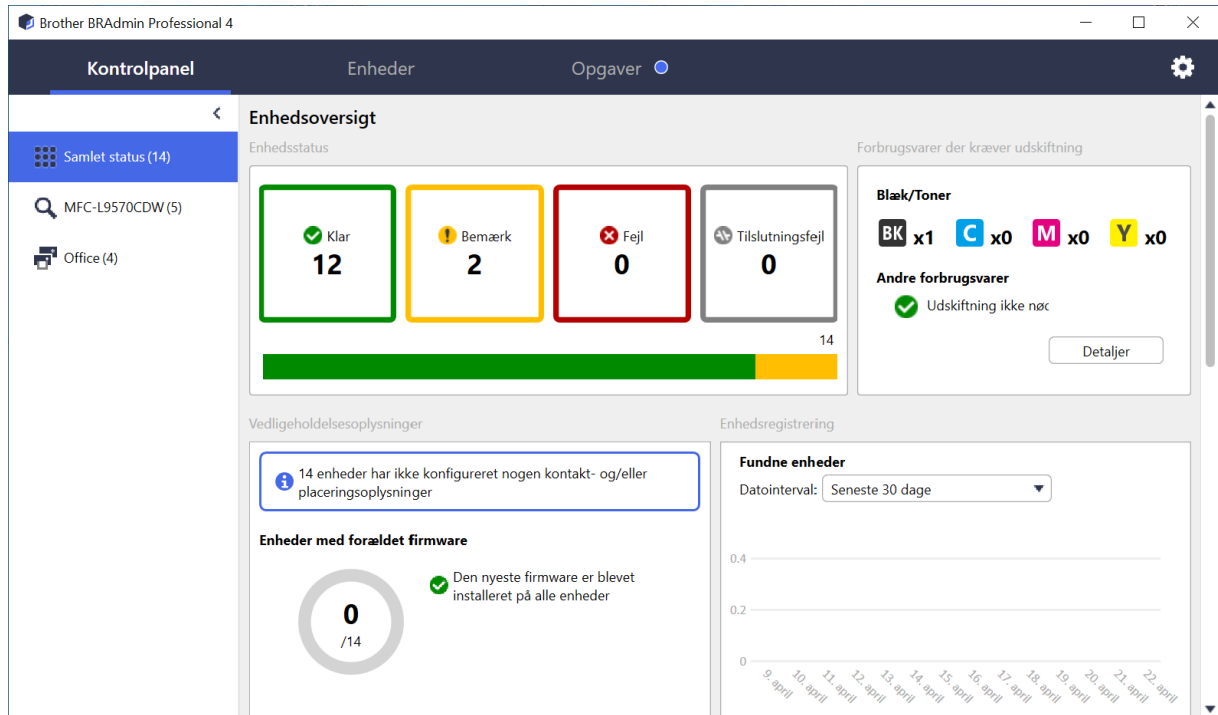 Brother BRAdmin Professional 4
Kontrolpanel
Enheder
Opgaver
Samlet status (14)
MFC-L9570CDW (5)
Office (4)
Enhedsoversigt
Enhedsstatus
Klar
12
Bemærk
2
Fejl
0
Tilslutningsfejl
0
14
Forbrugsvarer der kræver udskiftning
Blæk/Toner
BK x1 C x0 M x0 Y x0
Andre forbrugsvarer
Udskiftning ikke nøc
Detaljer
Vedligeholdelsesoplysninger
14 enheder har ikke konfigureret nogen kontakt- og/eller
placeringsoplysninger
Enheder med forældet firmware
0
/14
Den nyeste firmware er blevet
installeret på alle enheder
Enhedsregistrering
Fundne enheder
Datointerval: Seneste 30 dage
0.4
0.2
0
9. april 10. april 11. april 12. april 13. april 14. april 15. april 16. april 17. april 18. april 19. april 20. april 21. april 22. april